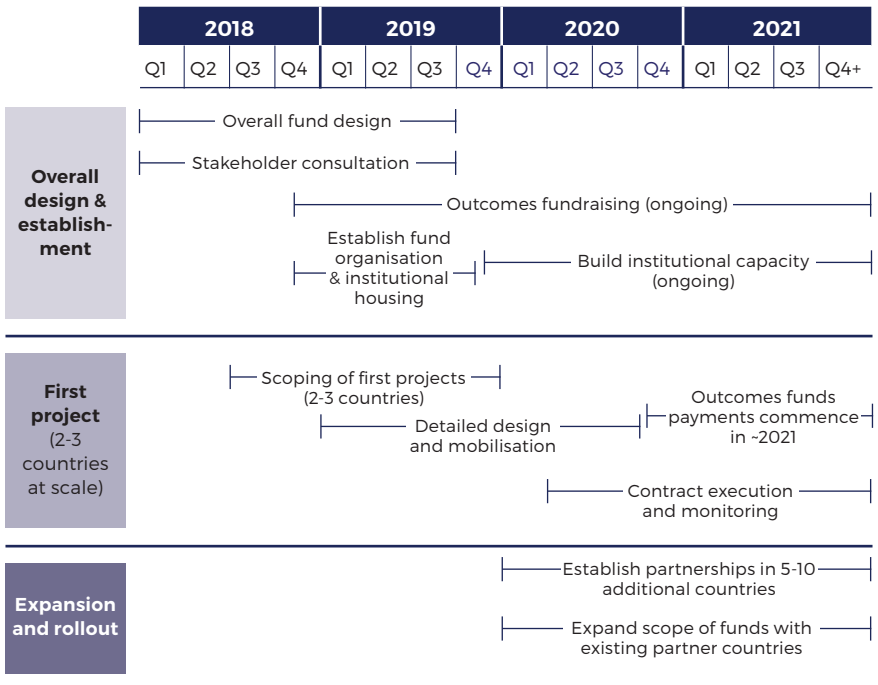 2018 2019 2020 2021
Q1 Q2 Q3 Q4 Q1 Q2 Q3 Q4 Q1 Q2 Q3 Q4 Q1 Q2 Q3 Q4+
Overall
design &
establish-
ment
Overall fund design
Stakeholder consultation
Outcomes fundraising (ongoing)
Establish fund
organisation
& institutional
housing
Build institutional capacity
(ongoing)
First
project
(2-3
countries
at scale)
Scoping of first projects
(2-3 countries)
Detailed design
and mobilisation
Outcomes funds
payments commence
in ~2021
Contract execution
and monitoring
Expansion
and rollout
Establish partnerships in 5-10
additional countries
Expand scope of funds with
existing partner countries